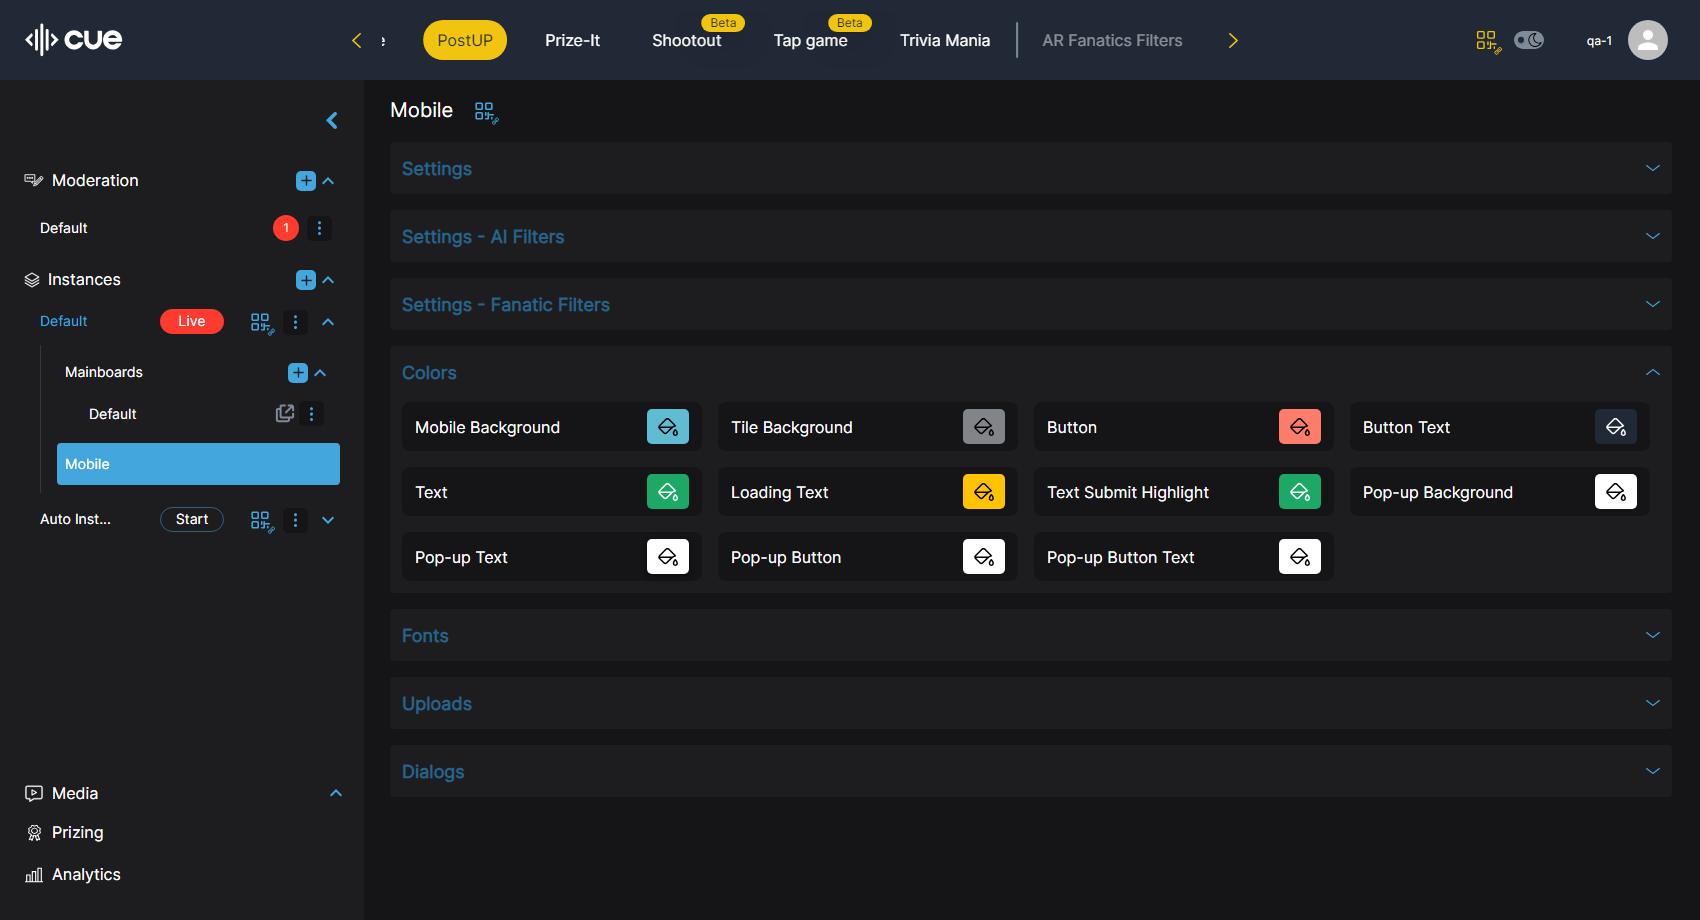 cue
e
PostUP
Prize-It
Shootout
Beta
Tap game
Beta
Trivia Mania
AR Fanatics Filters
qa-1
Moderation
Default
1
Instances
Default
Live
Mainboards
Default
Mobile
Auto Inst...
Start
Media
Prizing
Analytics
Mobile
Settings
Settings - AI Filters
Settings - Fanatic Filters
Colors
Mobile Background
Tile Background
Button
Button Text
Text
Loading Text
Text Submit Highlight
Pop-up Background
Pop-up Text
Pop-up Button
Pop-up Button Text
Fonts
Uploads
Dialogs